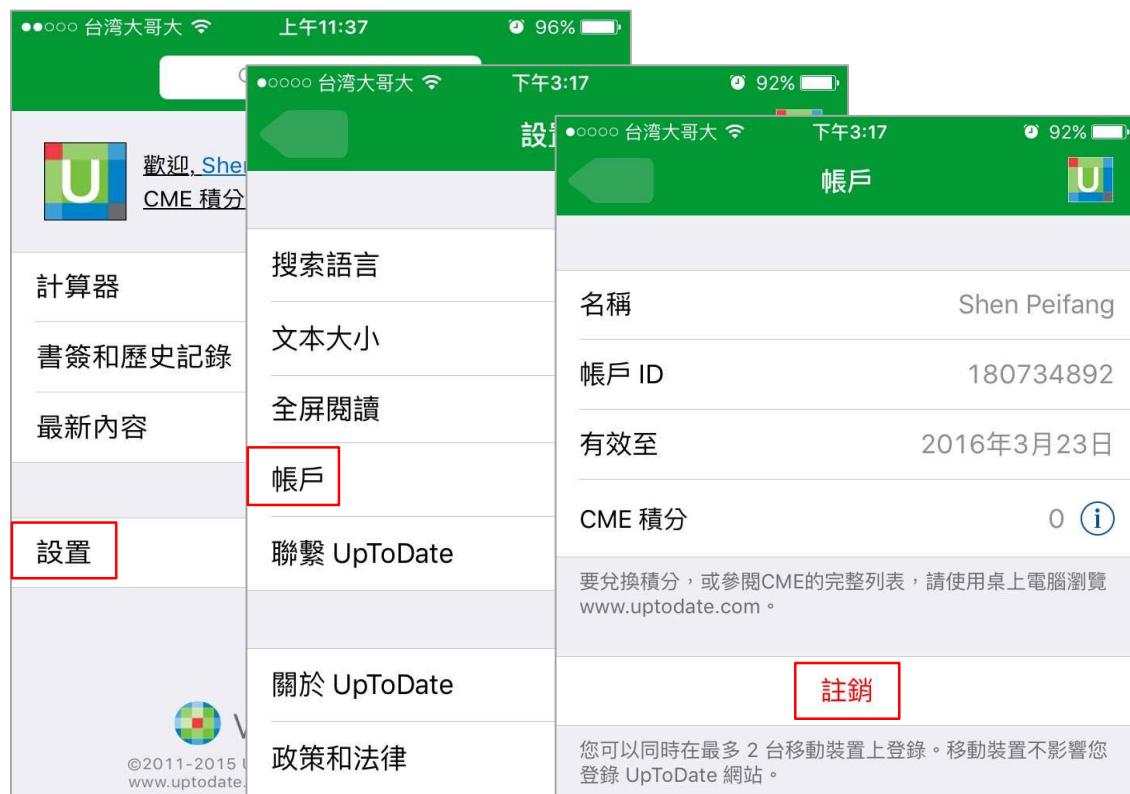 台湾大哥大
上午11:37
96%
U
歡迎, She
CME 積分
計算器
書簽和歷史記錄
最新內容
設置
©2011-2015
www.uptodate.
台湾大哥大
下午3:17
92%
設
搜索語言
文本大小
全屏閱讀
帳戶
聯繫 UpToDate
關於 UpToDate
政策和法律
台湾大哥大
下午3:17
92%
帳戶
U
名稱
Shen Peifang
帳戶 ID
180734892
有效至
2016年3月23日
CME 積分
0
i
要兌換積分，或參閱CME的完整列表，請使用桌上電腦瀏覽
www.uptodate.com。
註銷
您可以同時在最多 2 台移動裝置上登錄。移動裝置不影響您
登錄 UpToDate 網站。